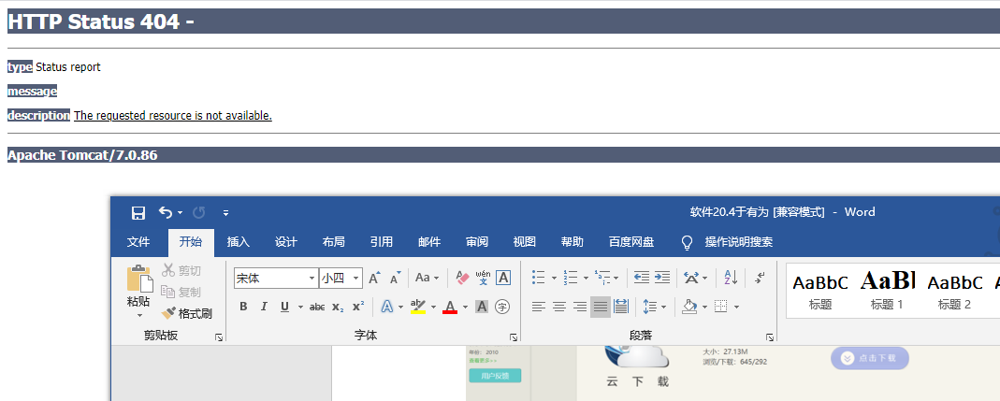 HTTP Status 404 -
type Status report
message
description The requested resource is not available.
Apache Tomcat/7.0.86
软件20.4于有为 [兼容模式] - Word
文件 开始 插入 设计 布局 引用 邮件 审阅 视图 帮助 百度网盘 操作说明搜索
粘贴
剪切
复制
格式刷
剪贴板
宋体 小四 A A Aa A wén 文 A
B I U abc x₂ x² A ab A A 字
字体
A Z
段落
AaBbC AaBl AaBbC
标题 标题 1 标题 2
年份: 2010
查看更多>>
用户反馈
云 下 载
大小: 27.13M
浏览/下载: 645/292
点击下载